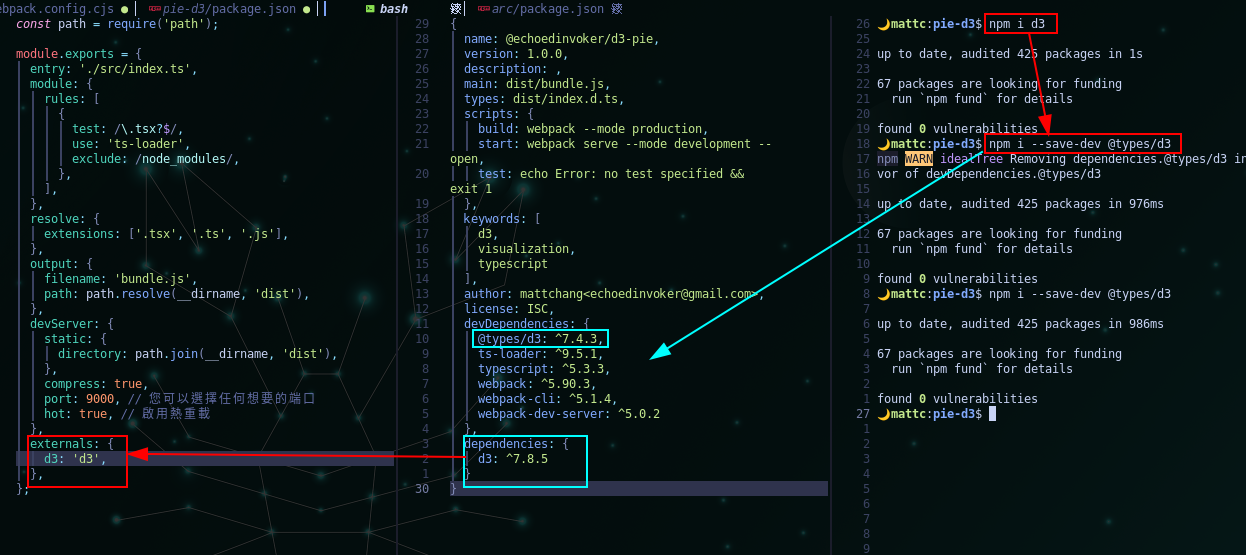 ebpack.config.cjs ● │ pie-d3/package.json ● │
const path = require('path');
module.exports = {
entry: './src/index.ts',
module: {
rules: [
{
test: /\.tsx?$/,
use: 'ts-loader',
exclude: /node_modules/,
},
],
},
resolve: {
extensions: ['.tsx', '.ts', '.js'],
},
output: {
filename: 'bundle.js',
path: path.resolve(__dirname, 'dist'),
},
devServer: {
static: {
directory: path.join(__dirname, 'dist'),
},
compress: true,
port: 9000, // 您可以選擇任何想要的端口
hot: true, // 啟用熱重載
},
externals: {
d3: 'd3',
},
};
bash │ arc/package.json
29 {
28 name: @echoedinvoker/d3-pie,
27 version: 1.0.0,
26 description: ,
25 main: dist/bundle.js,
24 types: dist/index.d.ts,
23 scripts: {
22 build: webpack --mode production,
21 start: webpack serve --mode development --
open,
20 test: echo Error: no test specified &&
exit 1
19 },
18 keywords: [
17 d3,
16 visualization,
15 typescript
14 ],
13 author: mattchang<echoedinvoker@gmail.com>,
12 license: ISC,
11 devDependencies: {
10 @types/d3: ^7.4.3,
9 ts-loader: ^9.5.1,
8 typescript: ^5.3.3,
7 webpack: ^5.90.3,
6 webpack-cli: ^5.1.4,
5 webpack-dev-server: ^5.0.2
4 },
3 dependencies: {
2 d3: ^7.8.5
1 }
30 }
26 🌙mattc:pie-d3$ npm i d3
25
24 up to date, audited 425 packages in 1s
23
22 67 packages are looking for funding
21 run `npm fund` for details
20
19 found 0 vulnerabilities
18 🌙mattc:pie-d3$ npm i --save-dev @types/d3
17 npm WARN idealTree Removing dependencies.@types/d3 in
16 vor of devDependencies.@types/d3
15
14 up to date, audited 425 packages in 976ms
13
12 67 packages are looking for funding
11 run `npm fund` for details
10
9 found 0 vulnerabilities
8 🌙mattc:pie-d3$ npm i --save-dev @types/d3
7
6 up to date, audited 425 packages in 986ms
5
4 67 packages are looking for funding
3 run `npm fund` for details
2
1 found 0 vulnerabilities
27 🌙mattc:pie-d3$
1
2
3
4
5
6
7
8
9